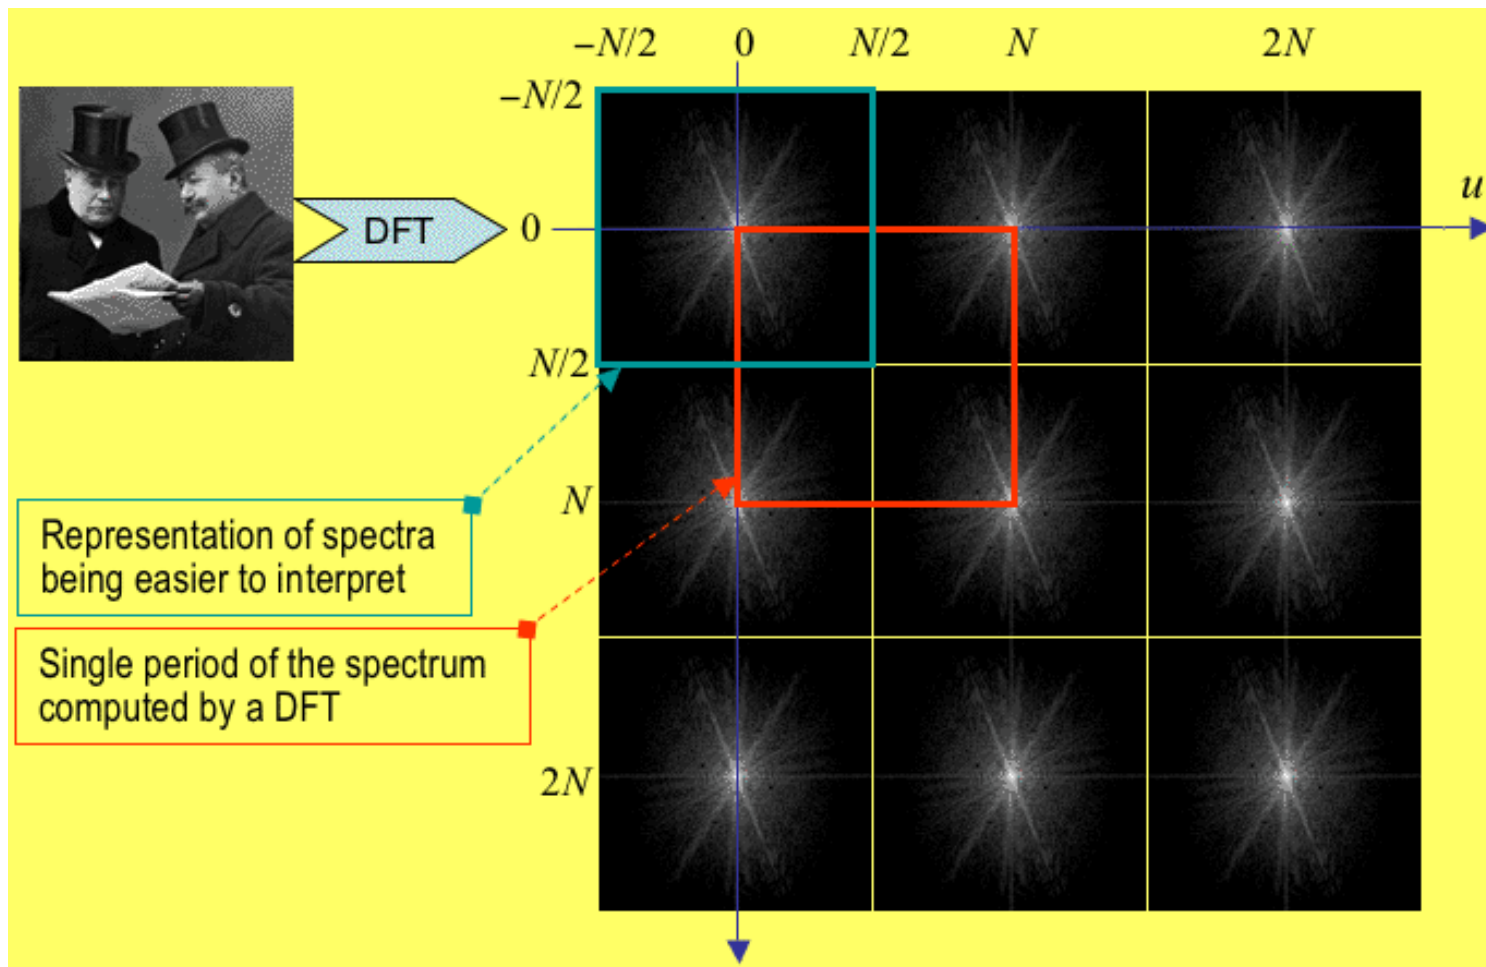 −N/2 0 N/2 N 2N
−N/2
u
DFT
0
N/2
N
Representation of spectra
being easier to interpret
Single period of the spectrum
computed by a DFT
2N